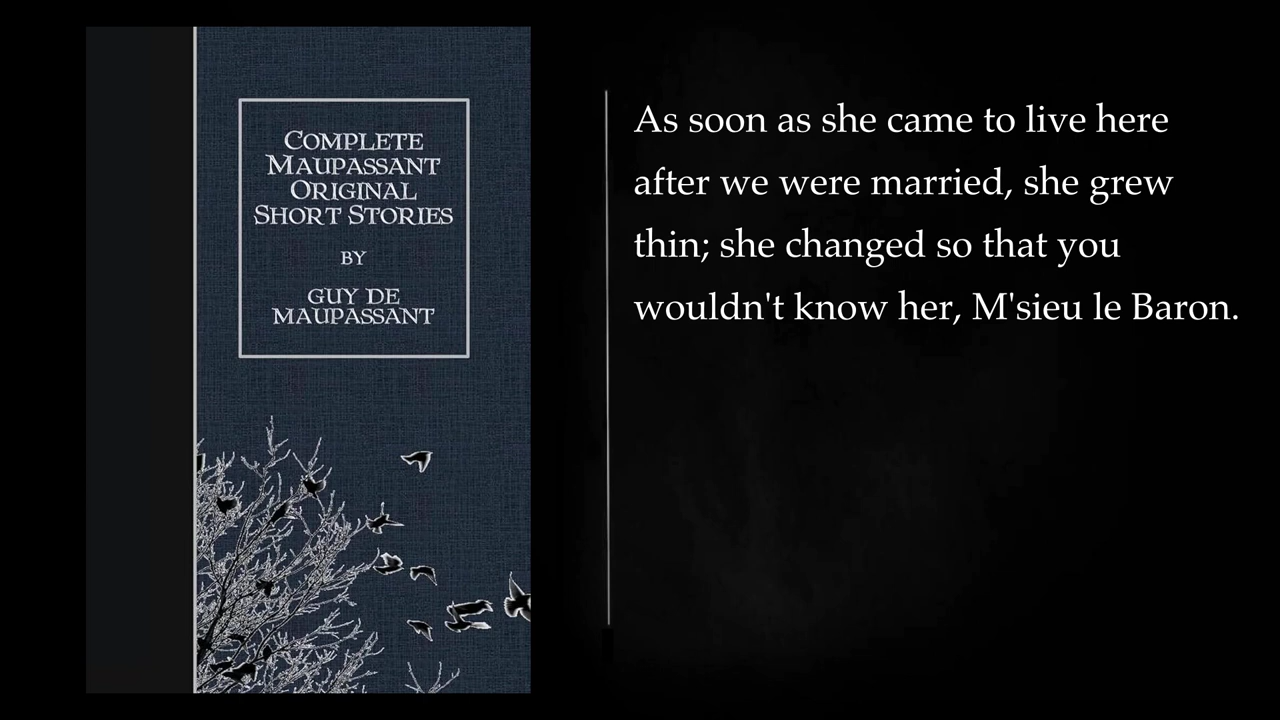 COMPLETE
MAUPASSANT
ORIGINAL
SHORT STORIES
BY
GUY DE
MAUPASSANT
As soon as she came to live here
after we were married, she grew
thin; she changed so that you
wouldn't know her, M'sieu le Baron.